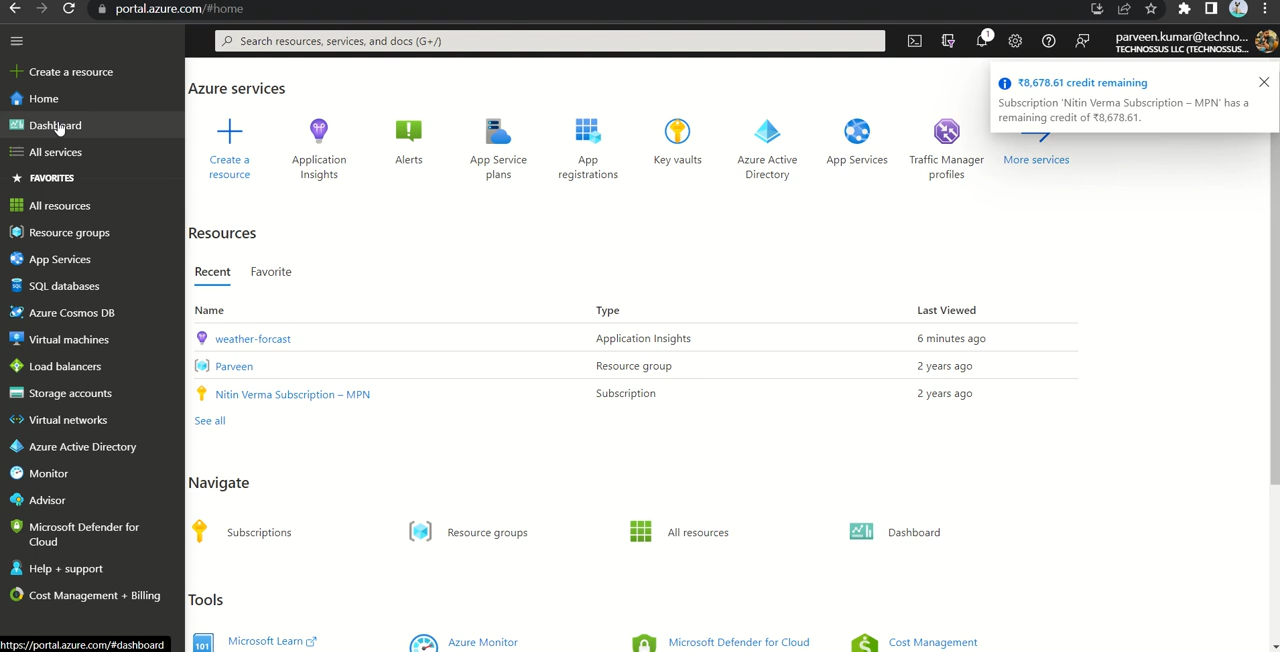 portal.azure.com/#home
Search resources, services, and docs (G+/)
1
parveen.kumar@techno...
TECHNOSSUS LLC (TECHNOSSUS...
Create a resource
Home
Dashboard
All services
FAVORITES
All resources
Resource groups
App Services
SQL databases
Azure Cosmos DB
Virtual machines
Load balancers
Storage accounts
Virtual networks
Azure Active Directory
Monitor
Advisor
Microsoft Defender for
Cloud
Help + support
Cost Management + Billing
https://portal.azure.com/#dashboard
₹8,678.61 credit remaining
Subscription 'Nitin Verma Subscription – MPN' has a
remaining credit of ₹8,678.61.
Azure services
Create a
resource
Application
Insights
Alerts
App Service
plans
App
registrations
Key vaults
Azure Active
Directory
App Services
Traffic Manager
profiles
More services
Resources
Recent Favorite
Name Type Last Viewed
weather-forcast Application Insights 6 minutes ago
Parveen Resource group 2 years ago
Nitin Verma Subscription – MPN Subscription 2 years ago
See all
Navigate
Subscriptions Resource groups All resources Dashboard
Tools
101 Microsoft Learn Azure Monitor Microsoft Defender for Cloud Cost Management